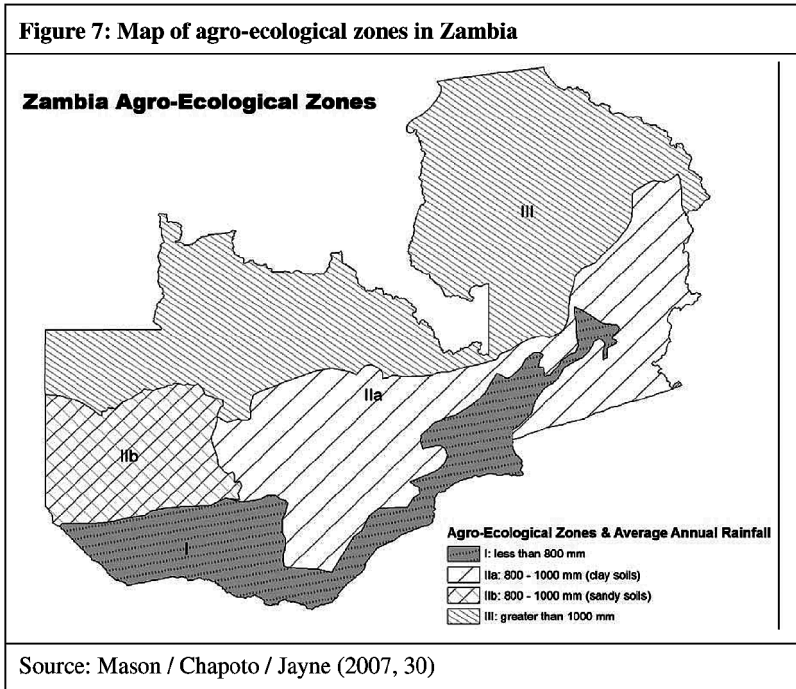 Figure 7: Map of agro-ecological zones in Zambia
Zambia Agro-Ecological Zones
III
I
IIa
IIb
I
Agro-Ecological Zones & Average Annual Rainfall
I: less than 800 mm
IIa: 800 - 1000 mm (clay soils)
IIb: 800 - 1000 mm (sandy soils)
III: greater than 1000 mm
Source: Mason / Chapoto / Jayne (2007, 30)